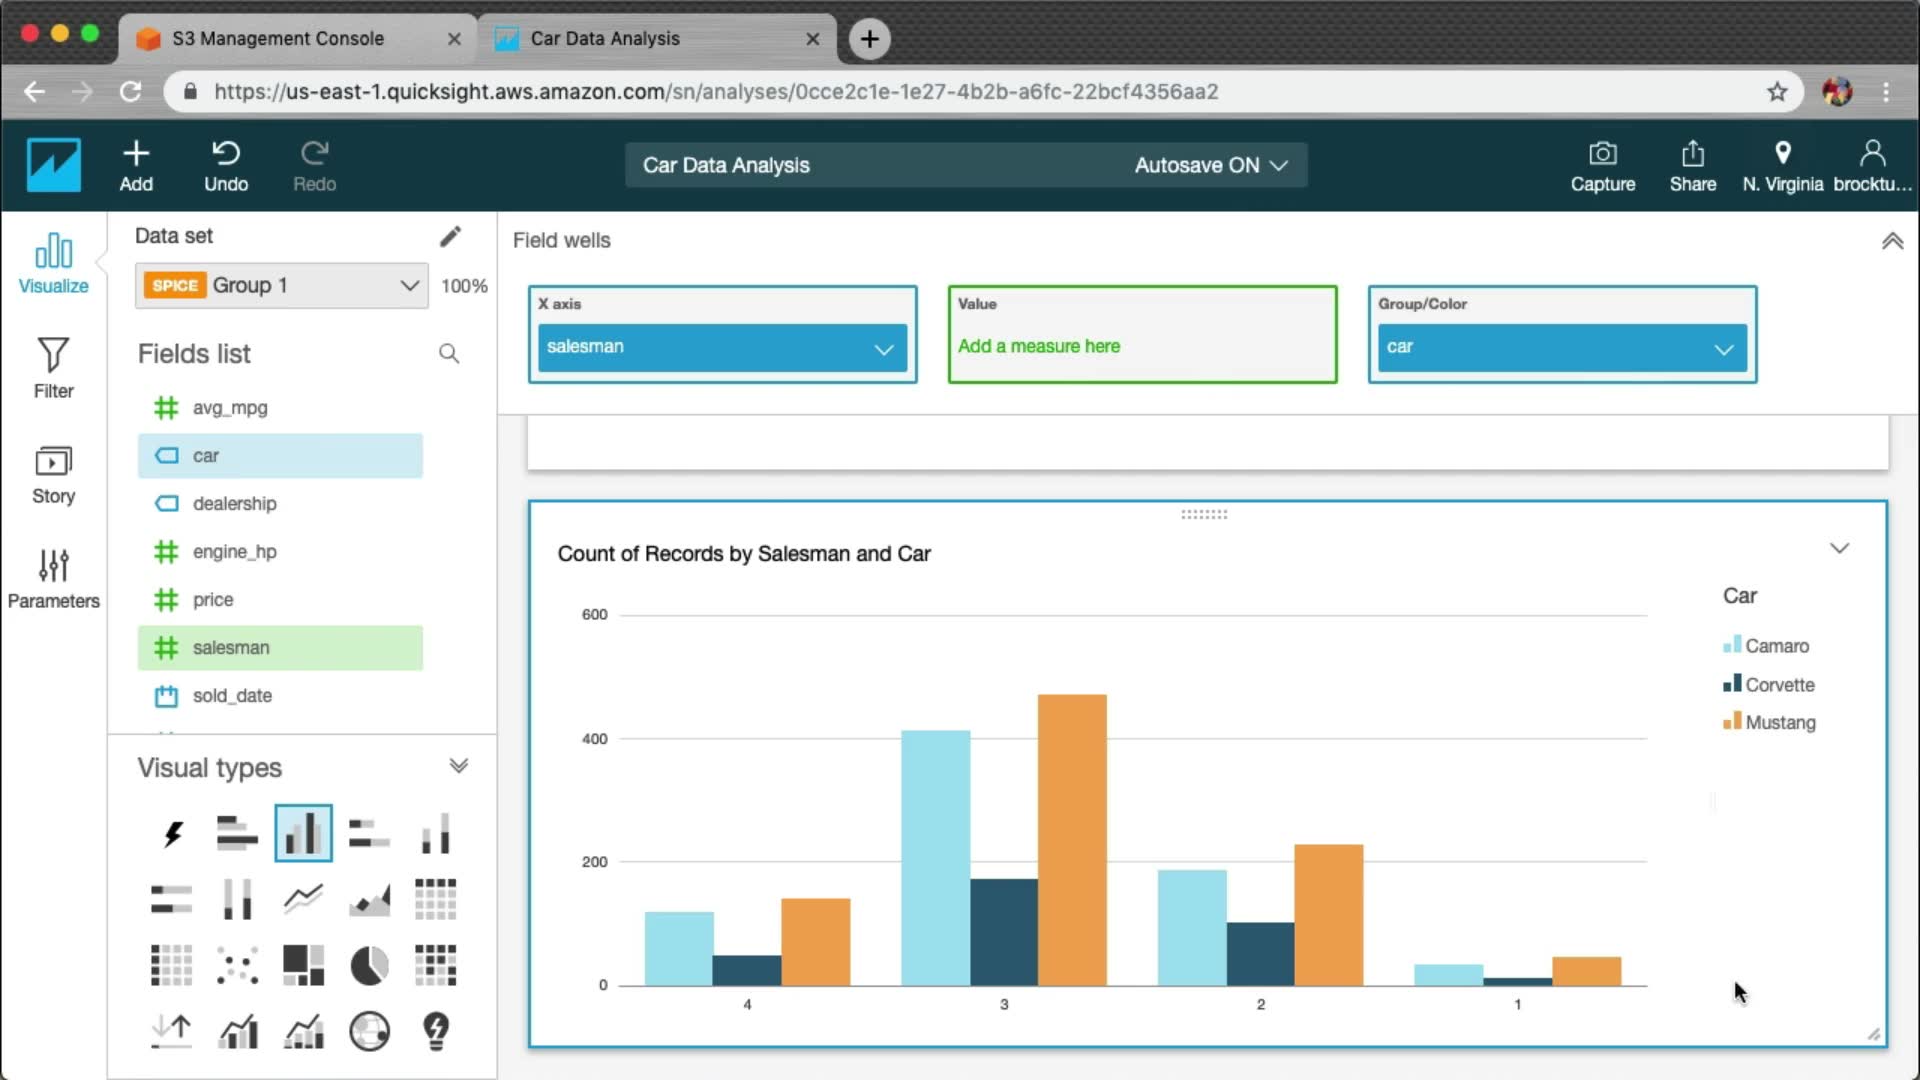 S3 Management Console
Car Data Analysis
https://us-east-1.quicksight.aws.amazon.com/sn/analyses/0cce2c1e-1e27-4b2b-a6fc-22bcf4356aa2
Add
Undo
Redo
Car Data Analysis
Autosave ON
Capture
Share
N. Virginia
brocktu...
Visualize
Filter
Story
Parameters
Data set
SPICE Group 1
100%
Fields list
avg_mpg
car
dealership
engine_hp
price
salesman
sold_date
Visual types
Field wells
X axis
salesman
Value
Add a measure here
Group/Color
car
Count of Records by Salesman and Car
600
400
200
0
4
3
2
1
Car
Camaro
Corvette
Mustang